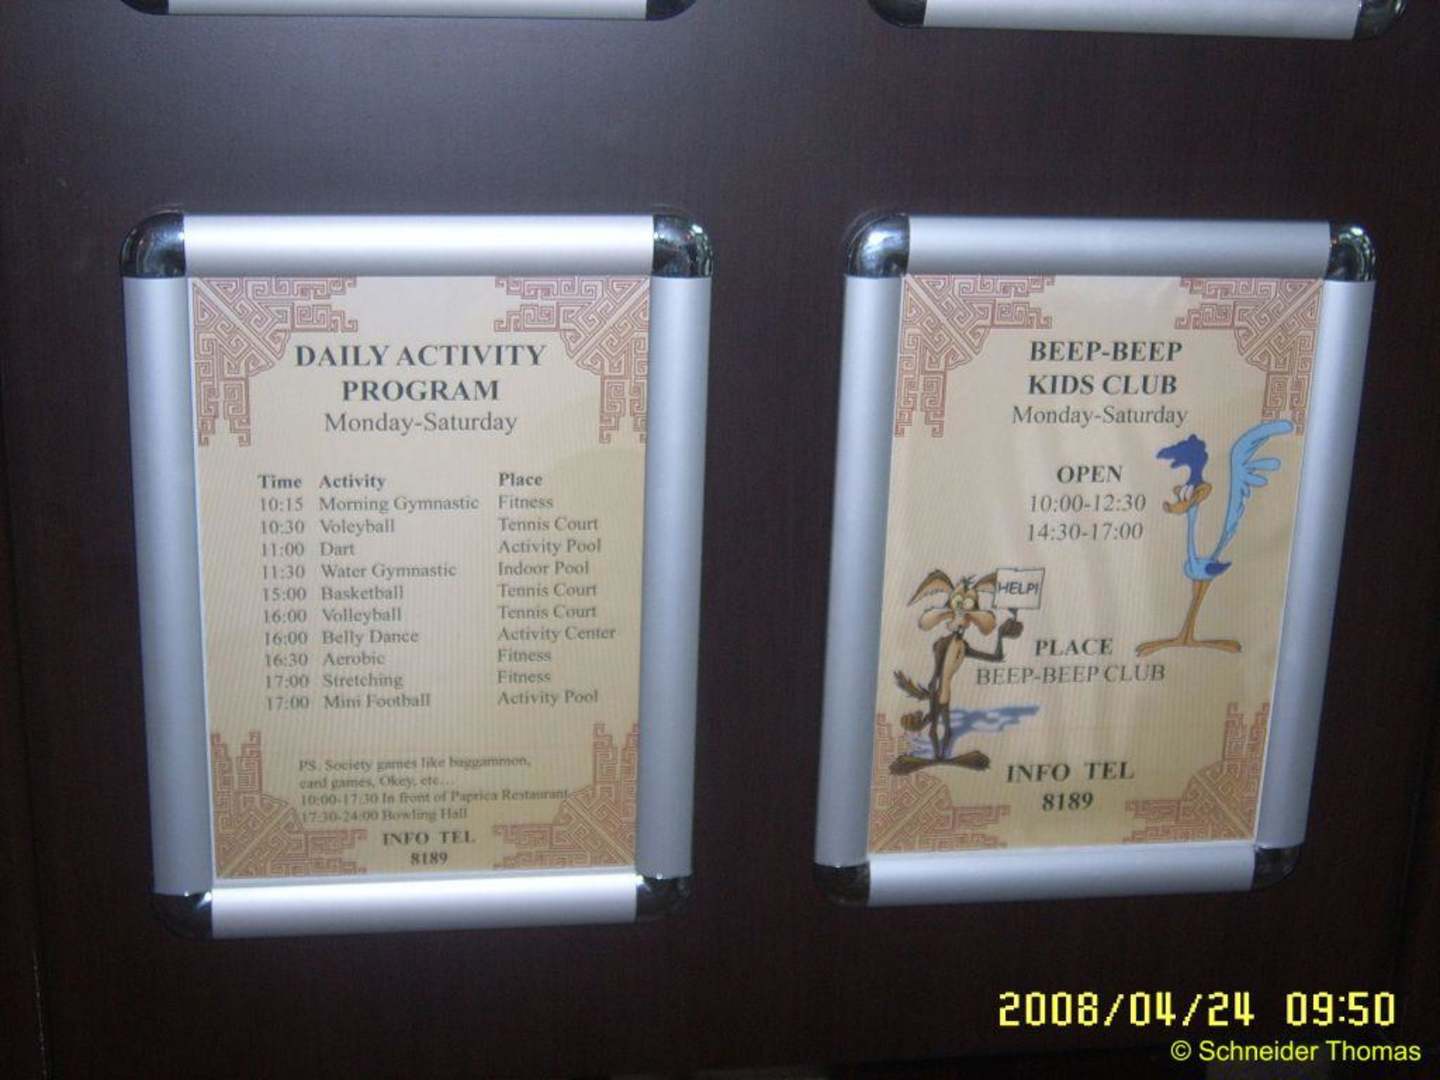 DAILY ACTIVITY
PROGRAM
Monday-Saturday
Time Activity Place
10:15 Morning Gymnastic Fitness
10:30 Voleyball Tennis Court
11:00 Dart Activity Pool
11:30 Water Gymnastic Indoor Pool
15:00 Basketball Tennis Court
16:00 Volleyball Tennis Court
16:00 Belly Dance Activity Center
16:30 Aerobic Fitness
17:00 Stretching Fitness
17:00 Mini Football Activity Pool
PS. Society games like baggammon,
card games, Okey, etc...
10:00-17:30 In front of Paprica Restaurant
17:30-24:00 Bowling Hall
INFO TEL
8189
BEEP-BEEP
KIDS CLUB
Monday-Saturday
OPEN
10:00-12:30
14:30-17:00
HELP!
PLACE
BEEP-BEEP CLUB
INFO TEL
8189
2008/04/24 09:50
© Schneider Thomas